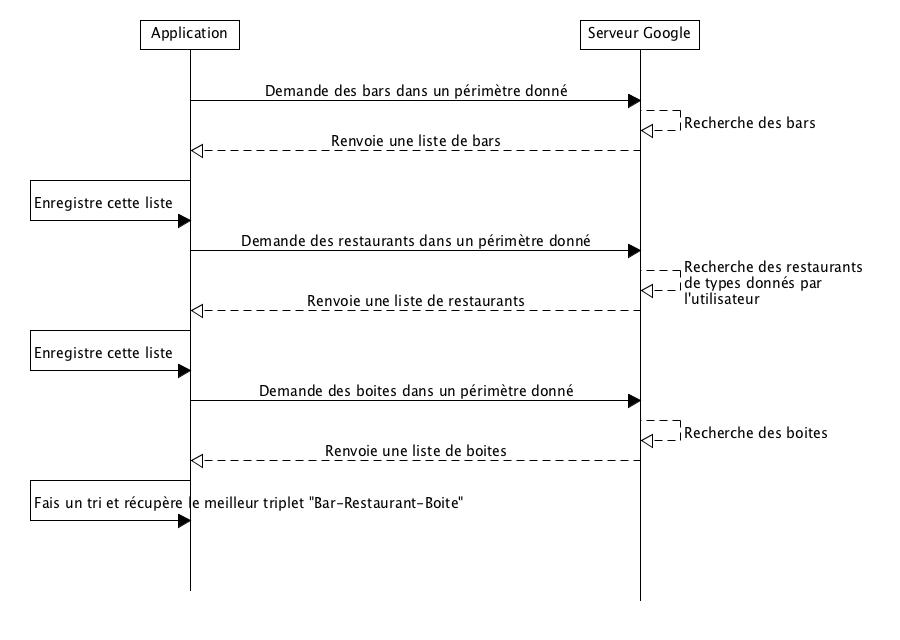 Application
Serveur Google
Demande des bars dans un périmètre donné
Recherche des bars
Renvoie une liste de bars
Enregistre cette liste
Demande des restaurants dans un périmètre donné
Recherche des restaurants
de types donnés par
l'utilisateur
Renvoie une liste de restaurants
Enregistre cette liste
Demande des boites dans un périmètre donné
Recherche des boites
Renvoie une liste de boites
Fais un tri et récupère le meilleur triplet "Bar-Restaurant-Boite"